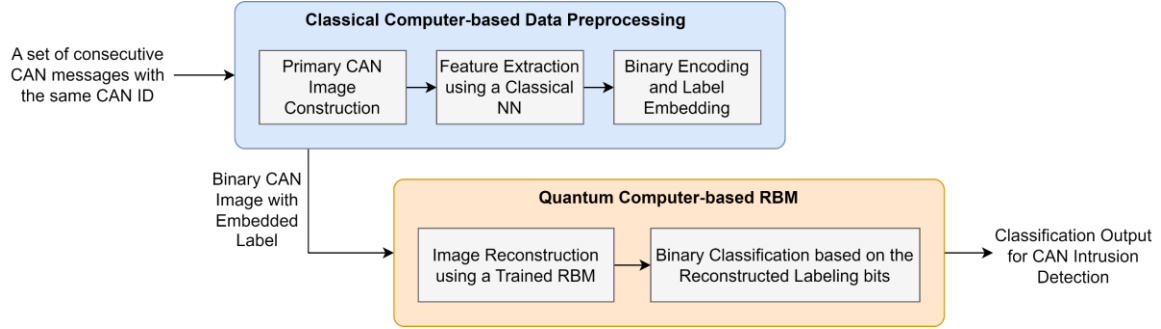 Classical Computer-based Data Preprocessing
A set of consecutive
CAN messages with
the same CAN ID
Primary CAN
Image
Construction
Feature Extraction
using a Classical
NN
Binary Encoding
and Label
Embedding
Binary CAN
Image with
Embedded
Label
Quantum Computer-based RBM
Image Reconstruction
using a Trained RBM
Binary Classification based on the
Reconstructed Labeling bits
Classification Output
for CAN Intrusion
Detection